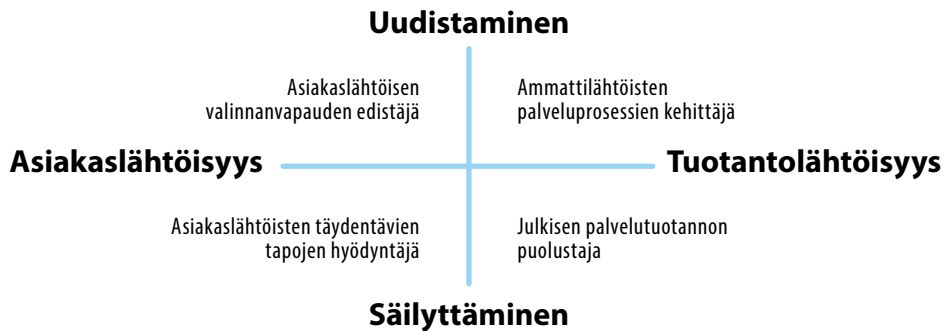 Uudistaminen
Asiakaslähtöisen
valinnanvapauden edistäjä
Ammattilähtöisten
palveluprosessien kehittäjä
Asiakaslähtöisyys
Tuotantolähtöisyys
Asiakaslähtöisten täydentävien
tapojen hyödyntäjä
Julkisen palvelutuotannon
puolustaja
Säilyttäminen